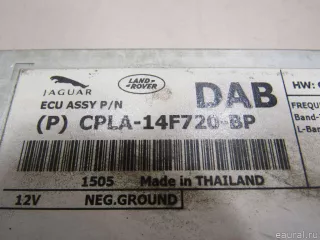 JAGUAR
LAND ROVER
DAB
HW:
ECU ASSY P/N
(P) CPLA-14F720-BP
Band-
L-Ban
1505 Made in THAILAND
12V NEG.GROUND
eaural.ru